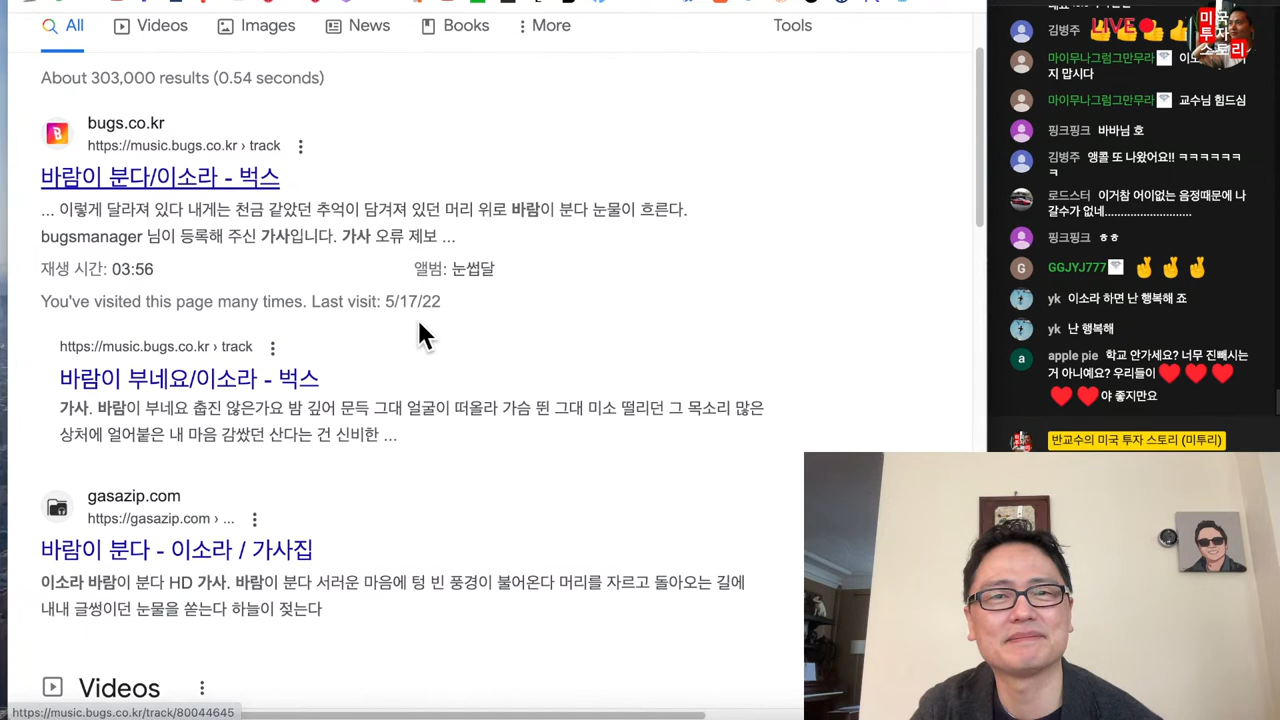 All
Videos
Images
News
Books
More
Tools
About 303,000 results (0.54 seconds)
bugs.co.kr
https://music.bugs.co.kr › track
바람이 분다/이소라 - 벅스
... 이렇게 달라져 있다 내게는 천금 같았던 추억이 담겨져 있던 머리 위로 바람이 분다 눈물이 흐른다.
bugsmanager 님이 등록해 주신 가사입니다. 가사 오류 제보 ...
재생 시간: 03:56
앨범: 눈썹달
You've visited this page many times. Last visit: 5/17/22
https://music.bugs.co.kr › track
바람이 부네요/이소라 - 벅스
가사. 바람이 부네요 춥진 않은가요 밤 깊어 문득 그대 얼굴이 떠올라 가슴 뛴 그대 미소 떨리던 그 목소리 많은
상처에 얼어붙은 내 마음 감쌌던 산다는 건 신비한 ...
gasazip.com
https://gasazip.com › ...
바람이 분다 - 이소라 / 가사집
이소라 바람이 분다 HD 가사. 바람이 분다 서러운 마음에 텅 빈 풍경이 불어온다 머리를 자르고 돌아오는 길에
내내 글썽이던 눈물을 쏟는다 하늘이 젖는다
Videos
https://music.bugs.co.kr/track/80044645
LIVE
미국
투자
스토리
김병주 👍👍👍👍
마이무나그럼그만무라
지 맙시다
마이무나그럼그만무라 교수님 힘드심
핑크핑크 바바님 호
김병주 앵콜 또 나왔어요!! ㅋㅋㅋㅋㅋㅋ
ㅋ
로드스터 이거참 어이없는 음정때문에 나
갈수가 없네..........................
핑크핑크 ㅎㅎ
G
GGJYJ777 🤞🤞🤞
yk 이소라 하면 난 행복해 죠
yk 난 행복해
a
apple pie 학교 안가세요? 너무 진빼시는
거 아니예요? 우리들이❤❤❤
❤❤야 좋지만요
반교수의 미국 투자 스토리 (미투리)